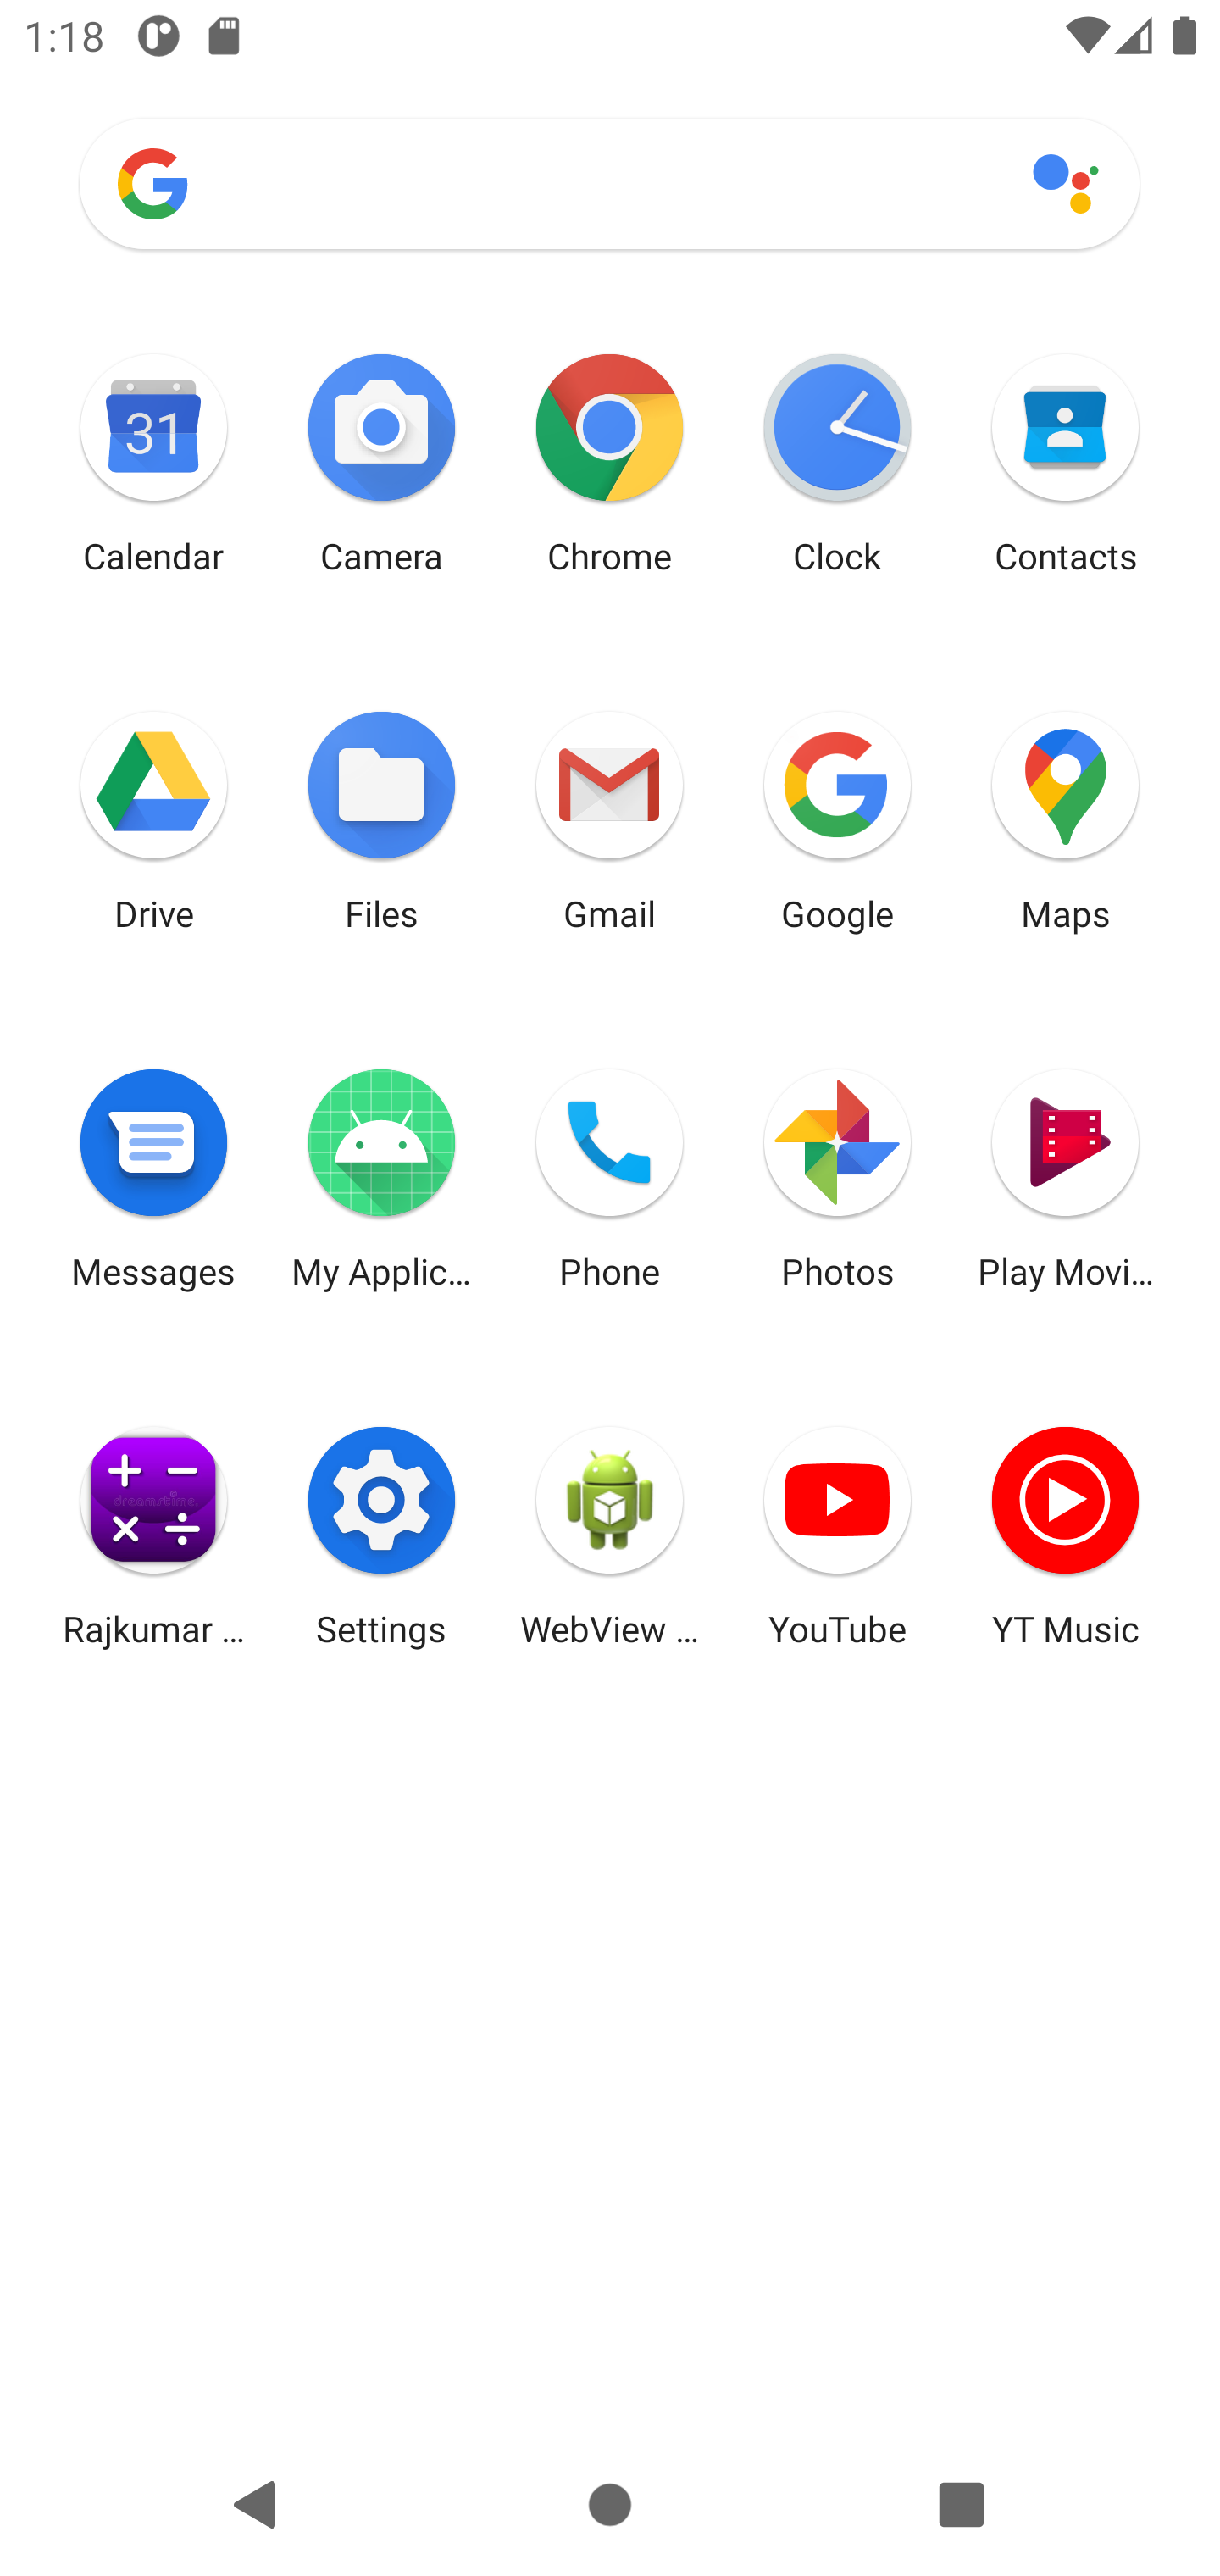 1:18
31
Calendar Camera Chrome Clock Contacts
Drive Files Gmail Google Maps
Messages My Applic... Phone Photos Play Movi...
dreamstime.
Rajkumar ... Settings WebView ... YouTube YT Music